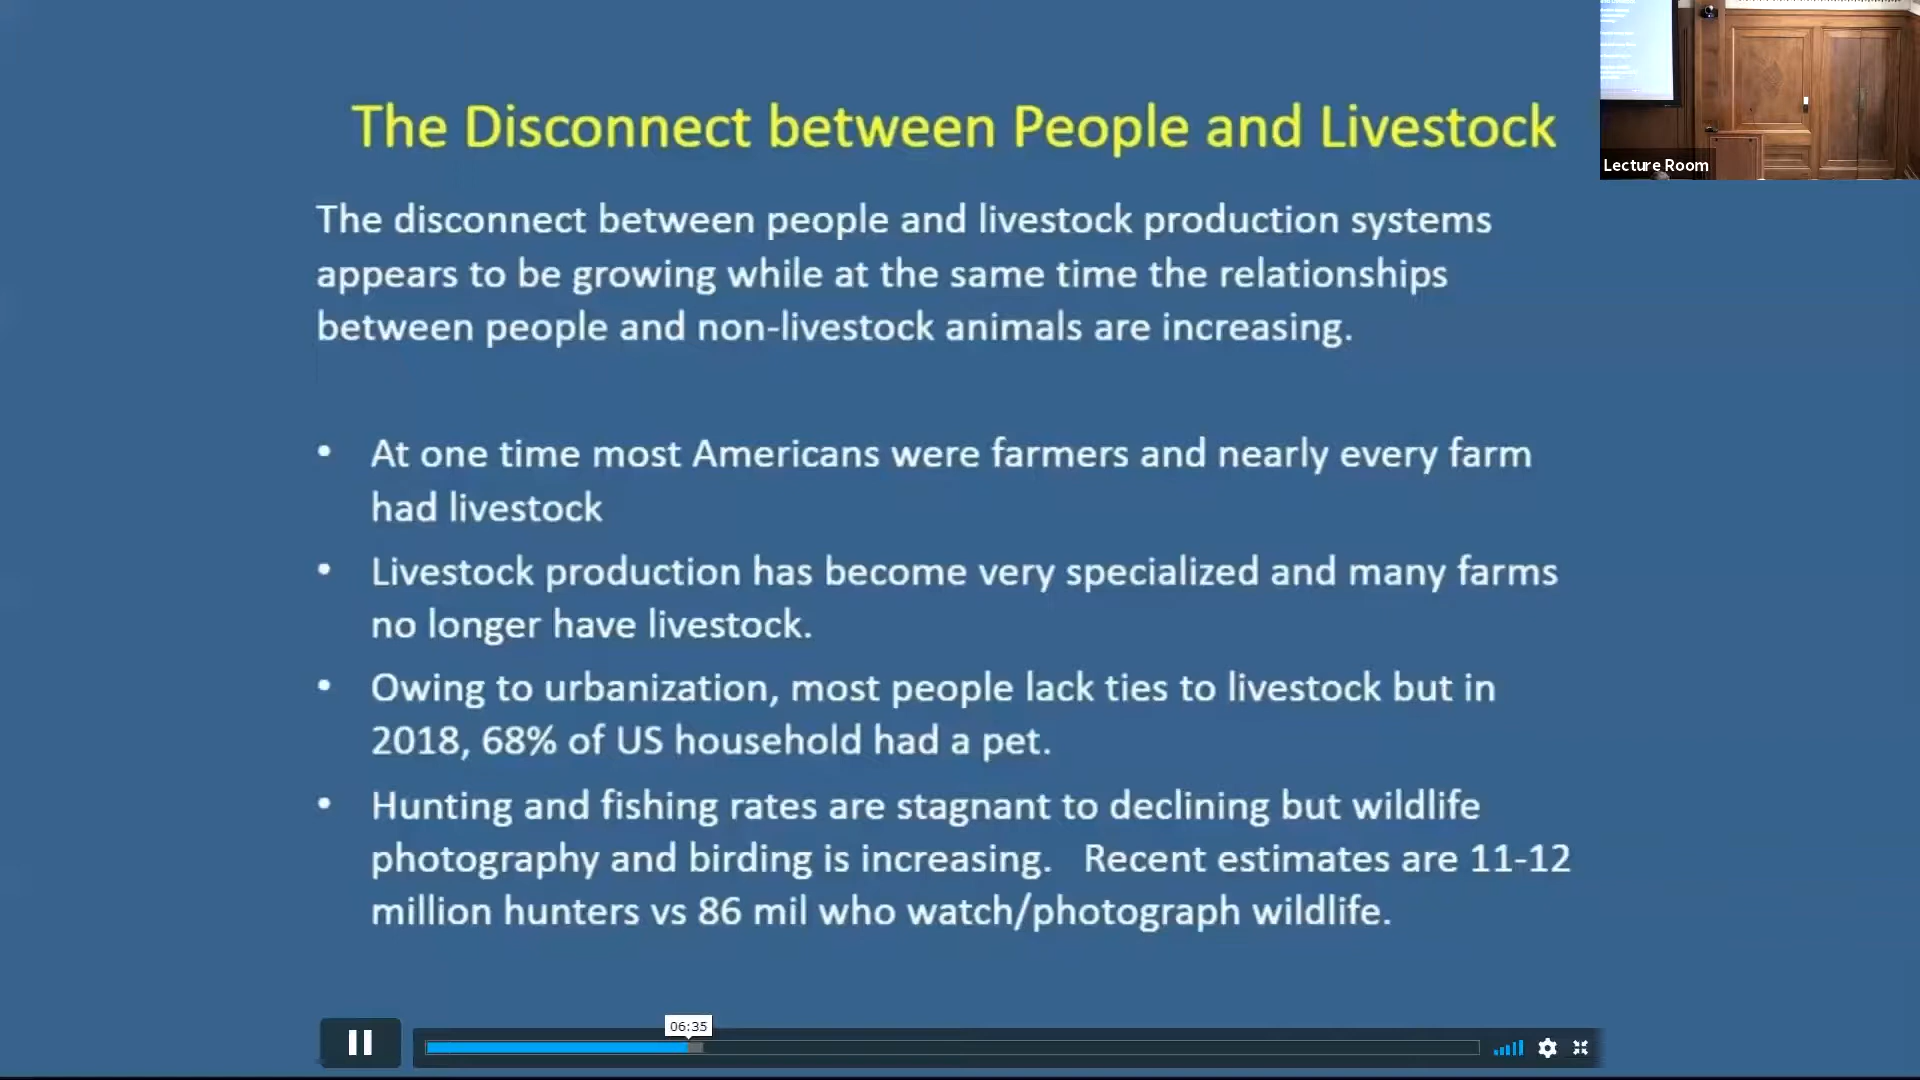 The Disconnect between People and Livestock
Lecture Room
The disconnect between people and livestock production systems
appears to be growing while at the same time the relationships
between people and non-livestock animals are increasing.
• At one time most Americans were farmers and nearly every farm
had livestock
• Livestock production has become very specialized and many farms
no longer have livestock.
• Owing to urbanization, most people lack ties to livestock but in
2018, 68% of US household had a pet.
• Hunting and fishing rates are stagnant to declining but wildlife
photography and birding is increasing. Recent estimates are 11-12
million hunters vs 86 mil who watch/photograph wildlife.
06:35